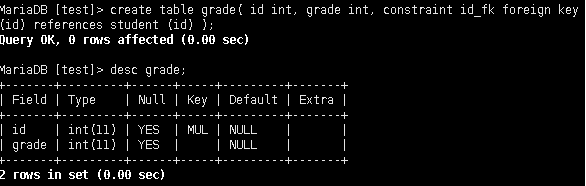 MariaDB [test]> create table grade( id int, grade int, constraint id_fk foreign key
(id) references student (id) );
Query OK, 0 rows affected (0.00 sec)
MariaDB [test]> desc grade;
+-------+---------+------+-----+---------+-------+
| Field | Type    | Null | Key | Default | Extra |
+-------+---------+------+-----+---------+-------+
| id    | int(11) | YES  | MUL | NULL    |       |
| grade | int(11) | YES  |     | NULL    |       |
+-------+---------+------+-----+---------+-------+
2 rows in set (0.00 sec)